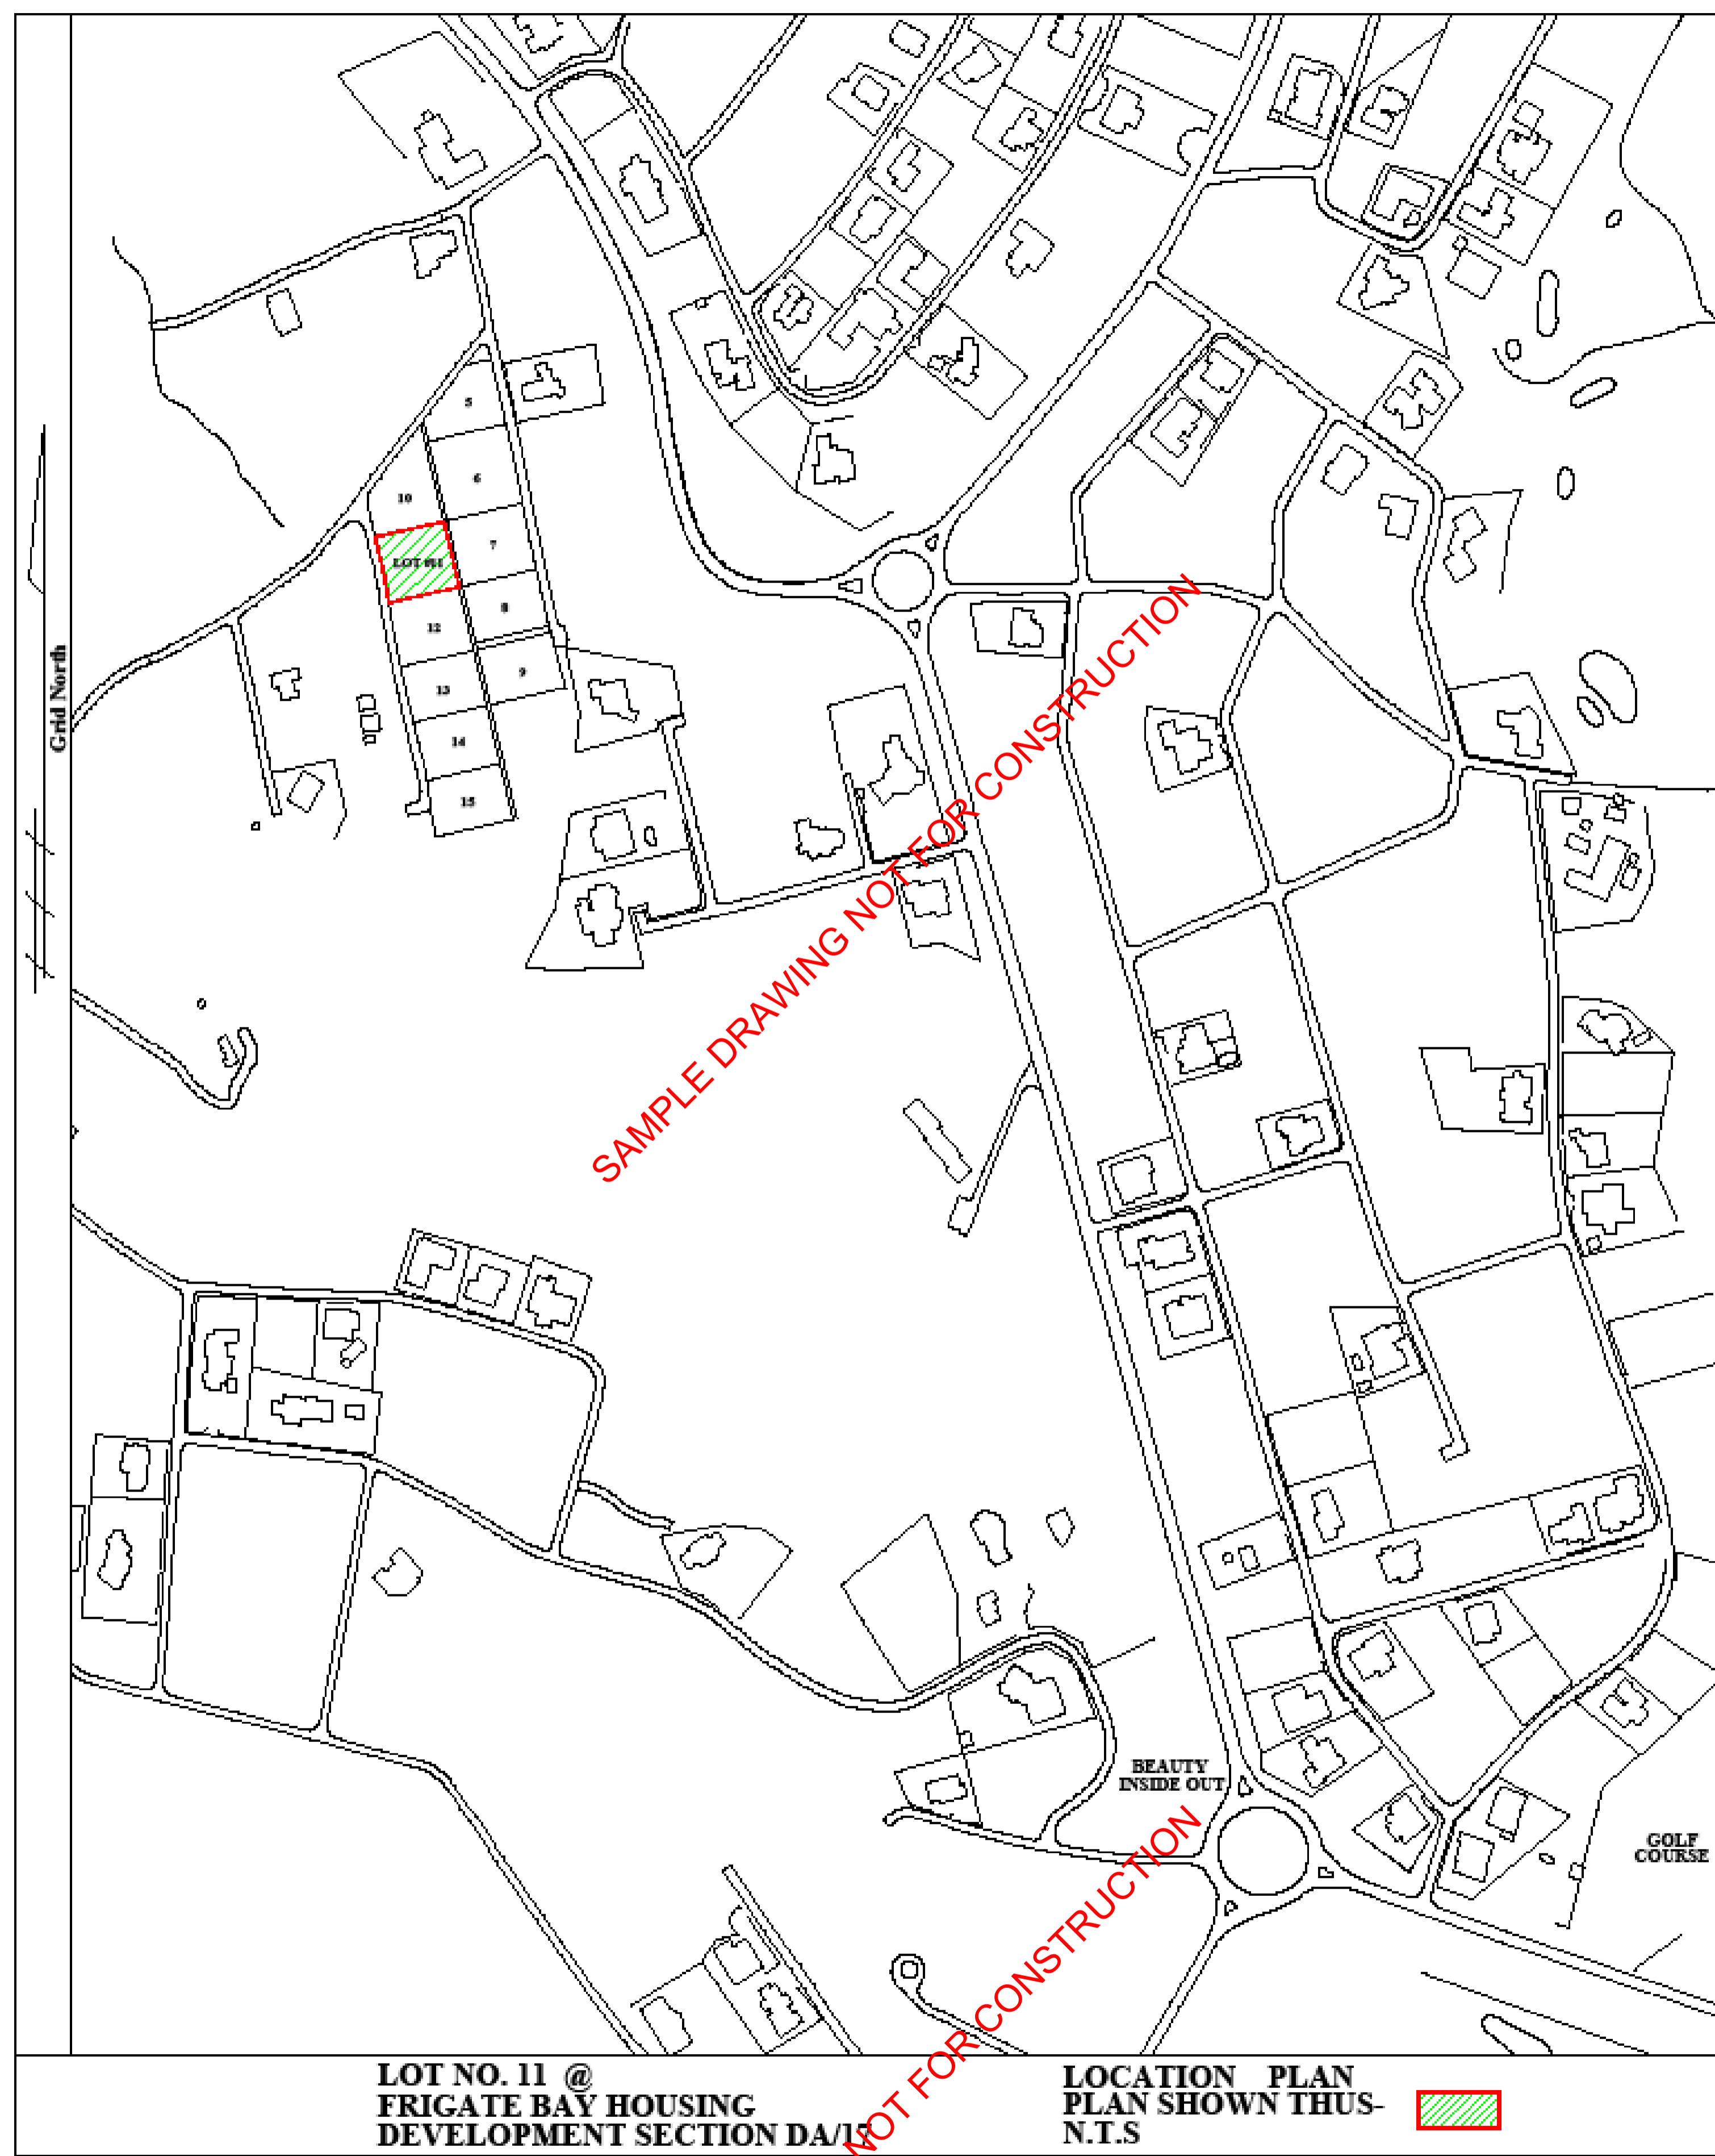 5
6
10
7
LOT #11
8
12
9
13
14
15
Grid North
SAMPLE DRAWING NOT FOR CONSTRUCTION
BEAUTY
INSIDE OUT
GOLF
COURSE
NOT FOR CONSTRUCTION
LOT NO. 11 @
FRIGATE BAY HOUSING
DEVELOPMENT SECTION DA/17
LOCATION PLAN
PLAN SHOWN THUS-
N.T.S